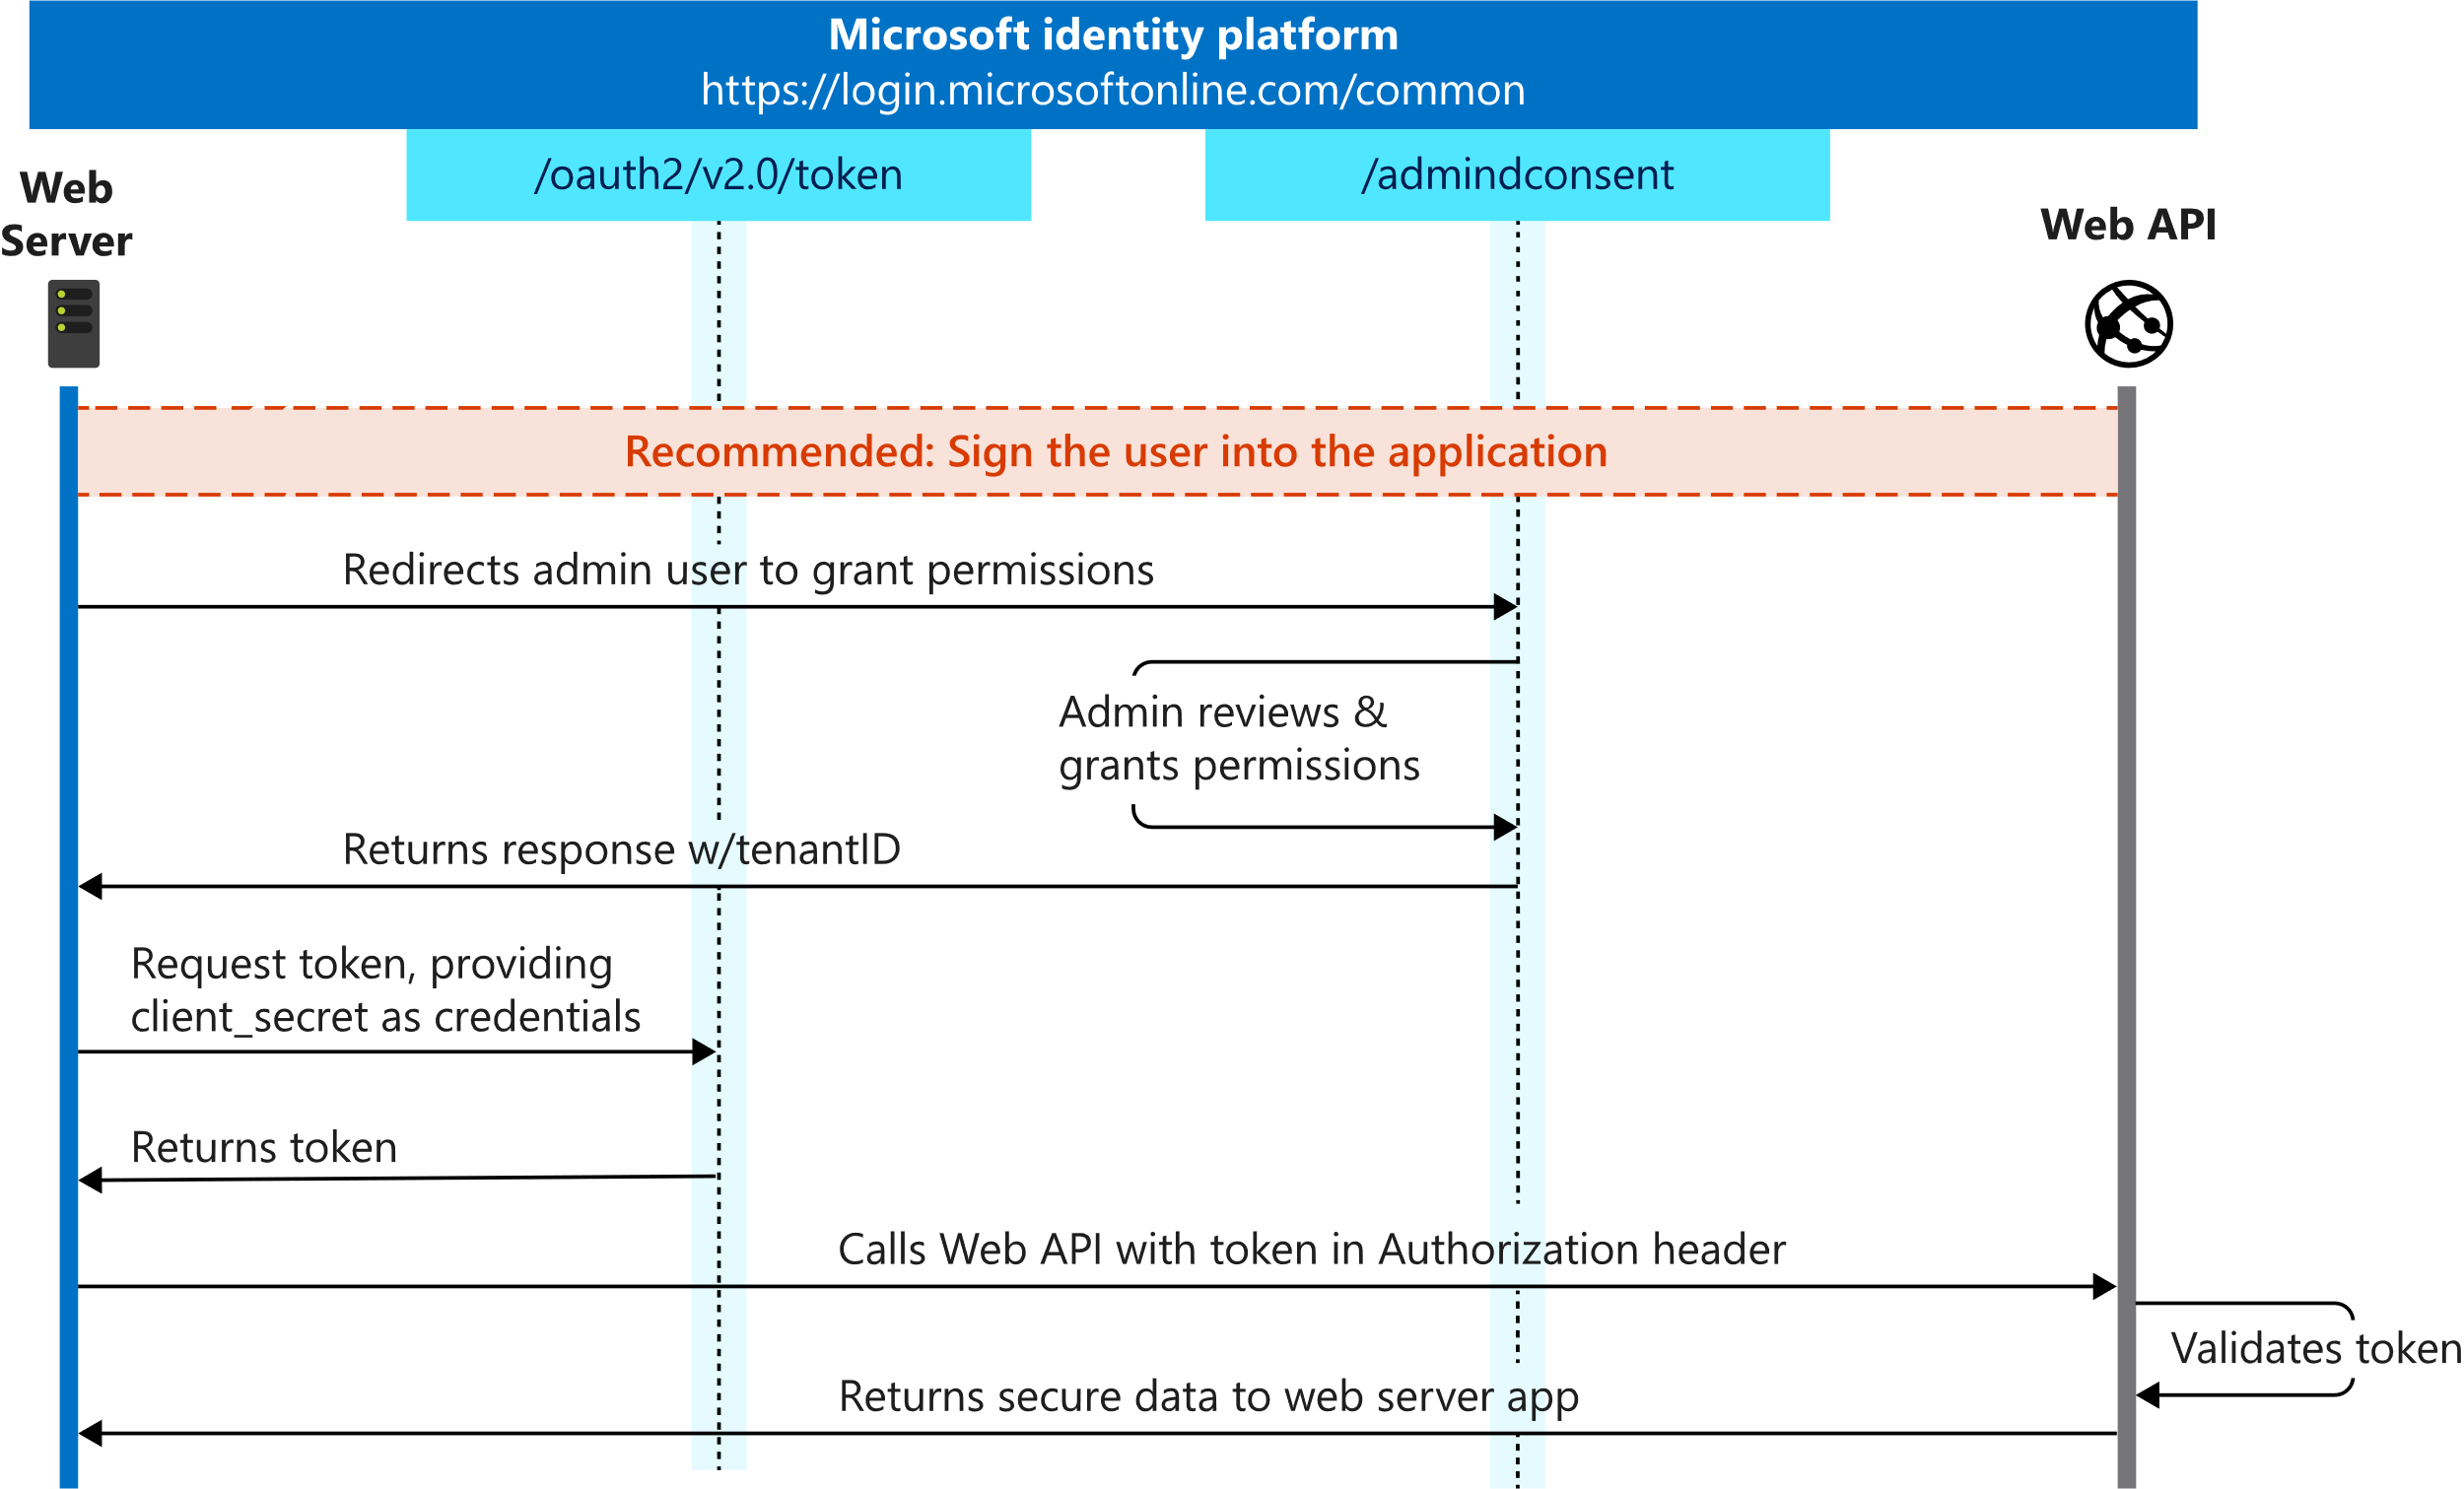 Microsoft identity platform
https://login.microsoftonline.com/common
/oauth2/v2.0/token
/admindconsent
Web
Server
Web API
Recommended: Sign the user into the application
Redirects admin user to grant permissions
Admin reviews &
grants permissions
Returns response w/tenantID
Request token, providing
client_secret as credentials
Returns token
Calls Web API with token in Authorization header
Validates token
Returns secure data to web server app